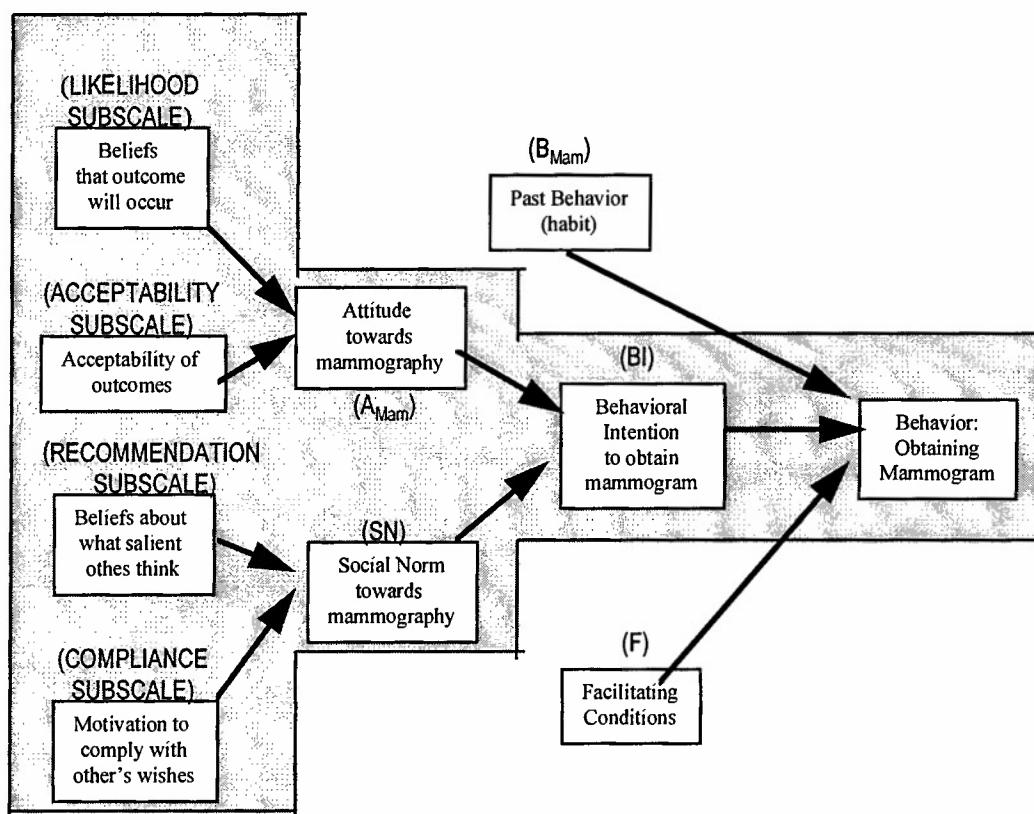 (LIKELIHOOD
SUBSCALE)
Beliefs
that outcome
will occur
(ACCEPTABILITY
SUBSCALE)
Acceptability of
outcomes
(RECOMMENDATION
SUBSCALE)
Beliefs about
what salient
othes think
(COMPLIANCE
SUBSCALE)
Motivation to
comply with
other's wishes
Attitude
towards
mammography
(AMam)
(SN)
Social Norm
towards
mammography
(BMam)
Past Behavior
(habit)
(BI)
Behavioral
Intention
to obtain
mammogram
(F)
Facilitating
Conditions
Behavior:
Obtaining
Mammogram